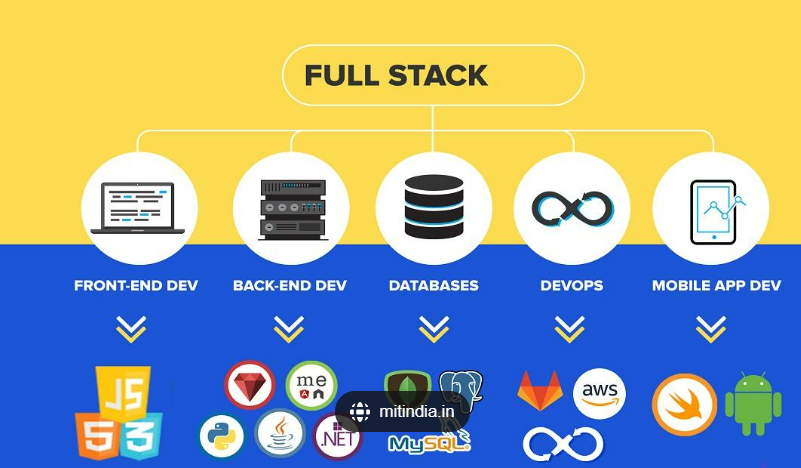 FULL STACK
FRONT-END DEV
BACK-END DEV
DATABASES
DEVOPS
MOBILE APP DEV
JS
5
3
me
A n
.NET
aws
mitindia.in
MySQL